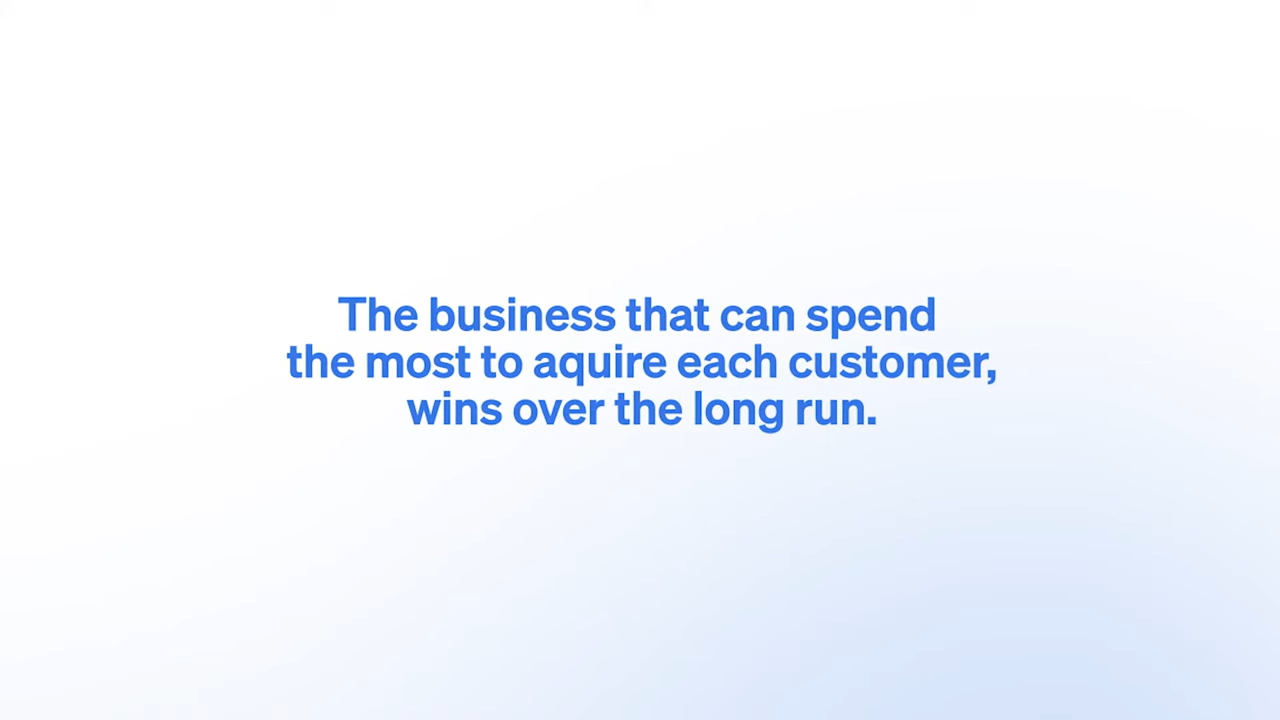 The business that can spend
the most to aquire each customer,
wins over the long run.